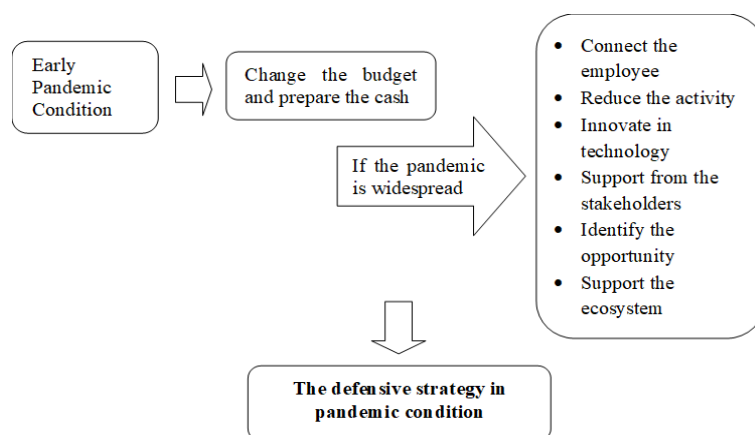 Early
Pandemic
Condition
Change the budget
and prepare the cash
If the pandemic
is widespread
• Connect the
employee
• Reduce the activity
• Innovate in
technology
• Support from the
stakeholders
• Identify the
opportunity
• Support the
ecosystem
The defensive strategy in
pandemic condition